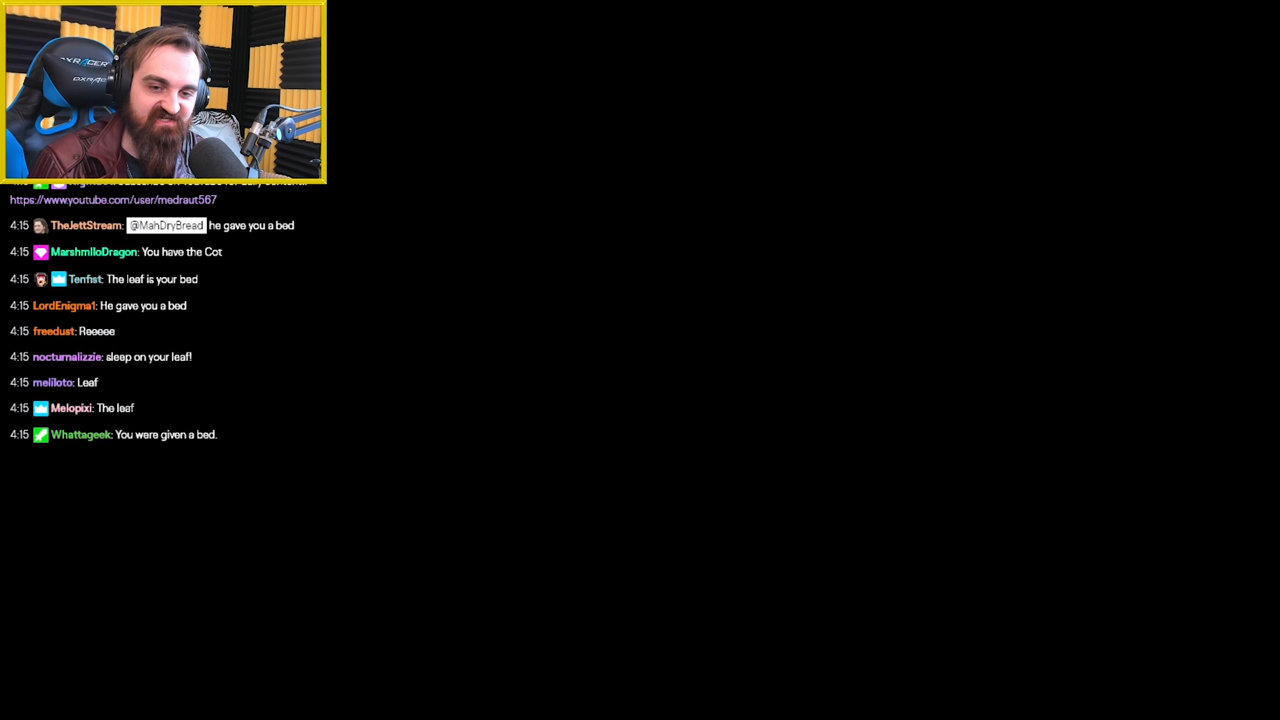 DXRACER
https://www.youtube.com/user/medraut567
4:15 TheJettStream: @MahDryBread he gave you a bed
4:15 MarshmlloDragon: You have the Cot
4:15 Tenfist: The leaf is your bed
4:15 LordEnigma1: He gave you a bed
4:15 freedust: Reeeee
4:15 nocturnalizzie: sleep on your leaf!
4:15 meliloto: Leaf
4:15 Melopixi: The leaf
4:15 Whattageek: You were given a bed.